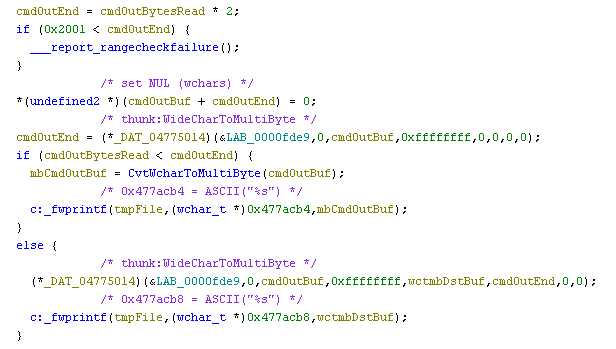 cmdOutEnd = cmdOutBytesRead * 2;
if (0x2001 < cmdOutEnd) {
___report_rangecheckfailure();
}
/* set NUL (wchars) */
*(undefined2 *)(cmdOutBuf + cmdOutEnd) = 0;
/* thunk:WideCharToMultiByte */
cmdOutEnd = (*_DAT_04775014)(&LAB_0000fde9,0,cmdOutBuf,0xffffffff,0,0,0,0);
if (cmdOutBytesRead < cmdOutEnd) {
mbCmdOutBuf = CvtWcharToMultiByte(cmdOutBuf);
/* 0x477acb4 = ASCII("%s") */
c:_fwprintf(tmpFile,(wchar_t *)0x477acb4,mbCmdOutBuf);
}
else {
/* thunk:WideCharToMultiByte */
(*_DAT_04775014)(&LAB_0000fde9,0,cmdOutBuf,0xffffffff,wctmbDstBuf,cmdOutEnd,0,0);
/* 0x477acb8 = ASCII("%s") */
c:_fwprintf(tmpFile,(wchar_t *)0x477acb8,wctmbDstBuf);
}